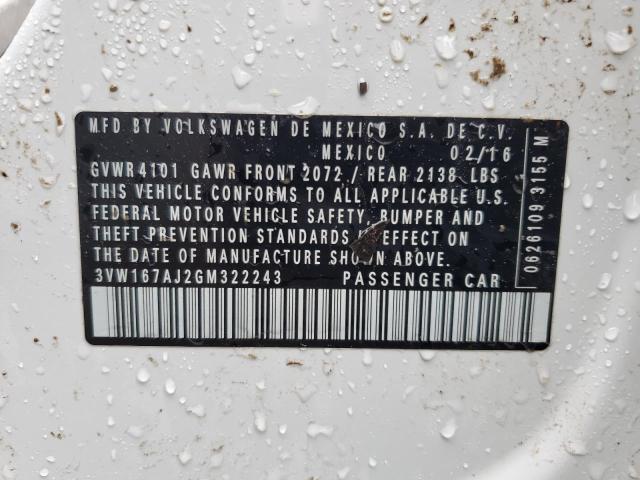 MFD BY VOLKSWAGEN DE MEXICO S.A. DE C.V.
MEXICO 02/16
GVWR 4101 GAWR FRONT 2072 / REAR 2138 LBS
THIS VEHICLE CONFORMS TO ALL APPLICABLE U.S.
FEDERAL MOTOR VEHICLE SAFETY, BUMPER AND
THEFT PREVENTION STANDARDS IN EFFECT ON
THE DATE OF MANUFACTURE SHOWN ABOVE.
3VW167AJ2GM322243 PASSENGER CAR
0626109 3155 M